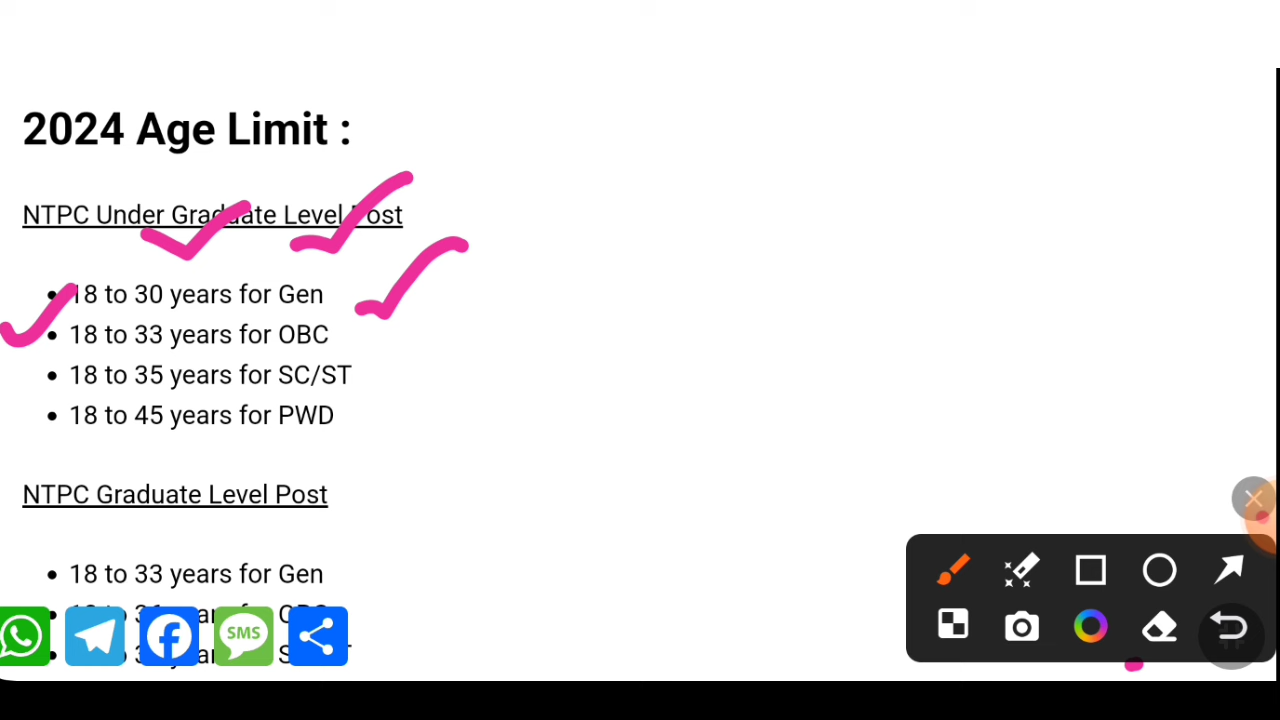 2024 Age Limit :
NTPC Under Graduate Level Post
• 18 to 30 years for Gen
• 18 to 33 years for OBC
• 18 to 35 years for SC/ST
• 18 to 45 years for PWD
NTPC Graduate Level Post
• 18 to 33 years for Gen
SMS